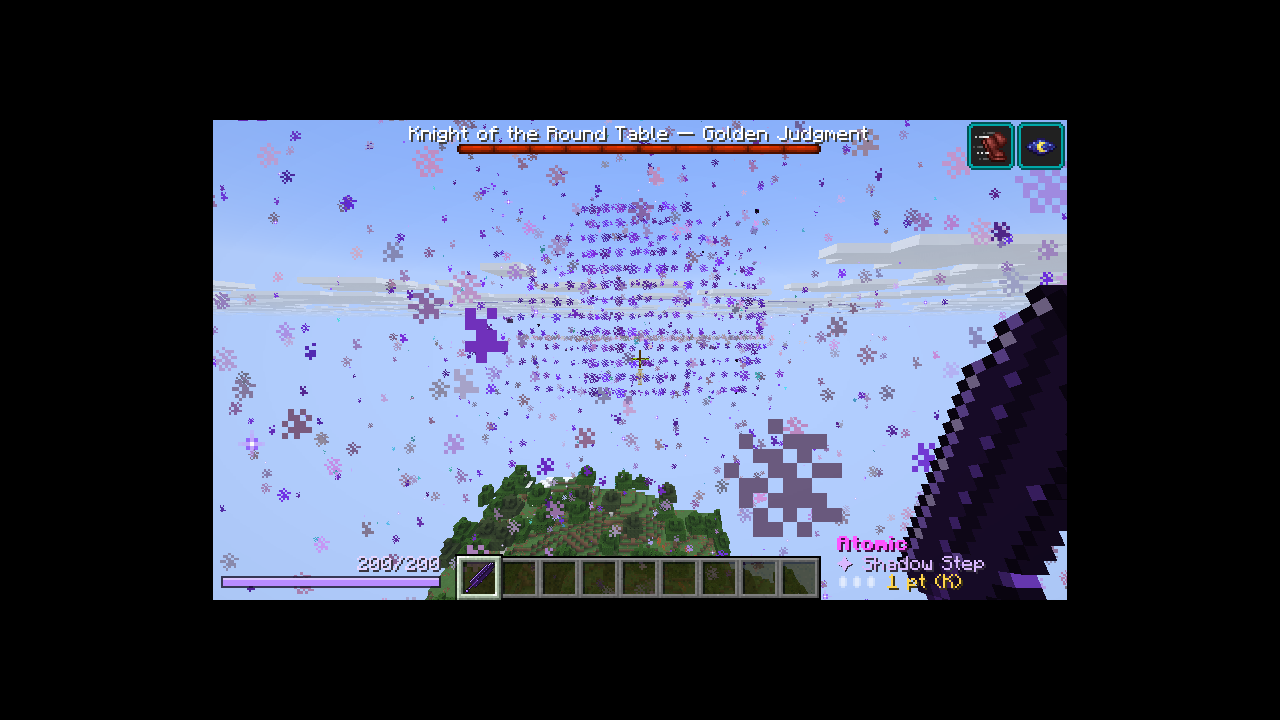 Knight of the Round Table — Golden Judgment
200/200
Atomic
✦ Shadow Step
1 pt (K)